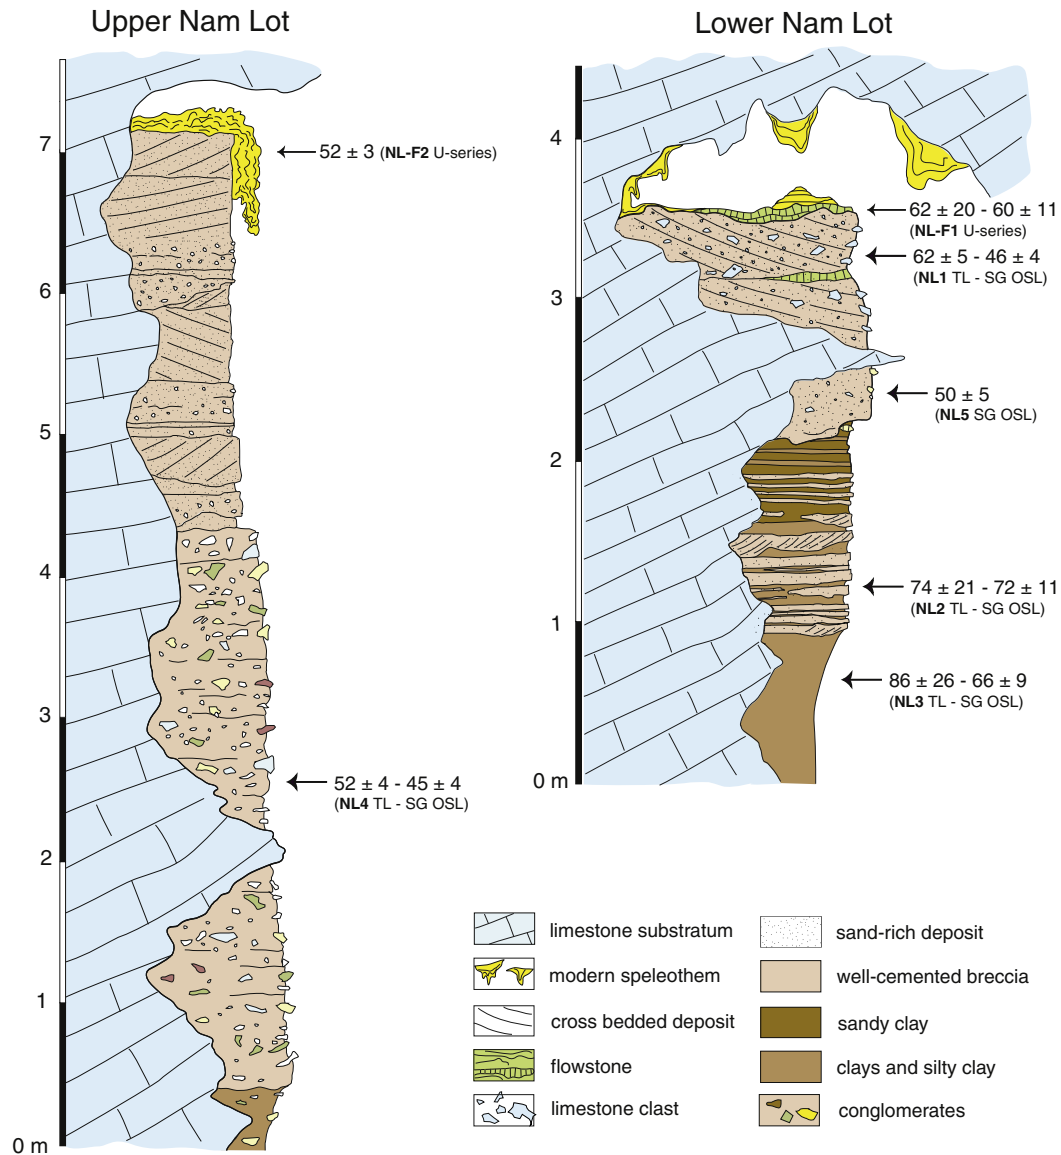 Upper Nam Lot
7
6
5
4
3
2
1
0 m
52 ± 3 (NL-F2 U-series)
52 ± 4 - 45 ± 4
(NL4 TL - SG OSL)
Lower Nam Lot
4
3
2
1
0 m
62 ± 20 - 60 ± 11
(NL-F1 U-series)
62 ± 5 - 46 ± 4
(NL1 TL - SG OSL)
50 ± 5
(NL5 SG OSL)
74 ± 21 - 72 ± 11
(NL2 TL - SG OSL)
86 ± 26 - 66 ± 9
(NL3 TL - SG OSL)
limestone substratum
modern speleothem
cross bedded deposit
flowstone
limestone clast
sand-rich deposit
well-cemented breccia
sandy clay
clays and silty clay
conglomerates